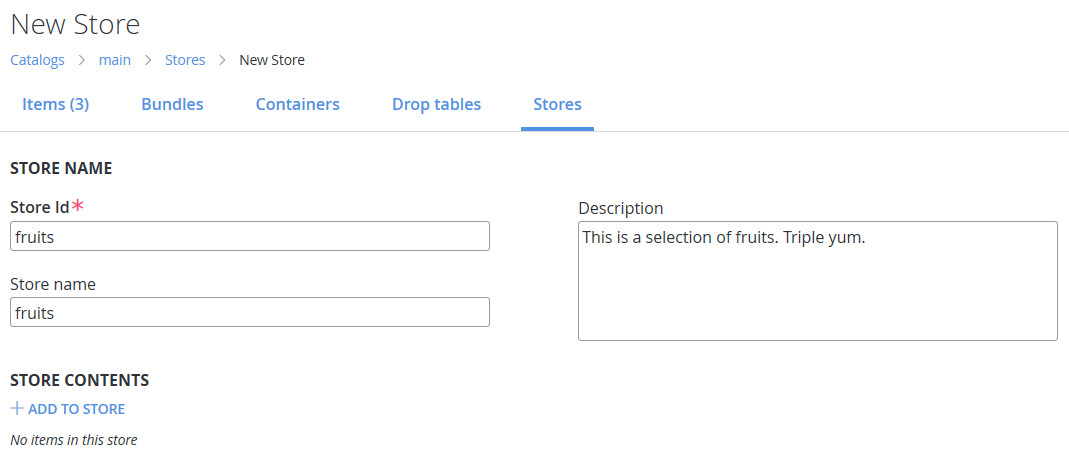 New Store
Catalogs > main > Stores > New Store
Items (3) Bundles Containers Drop tables Stores
STORE NAME
Store Id*
fruits
Description
This is a selection of fruits. Triple yum.
Store name
fruits
STORE CONTENTS
+ ADD TO STORE
No items in this store